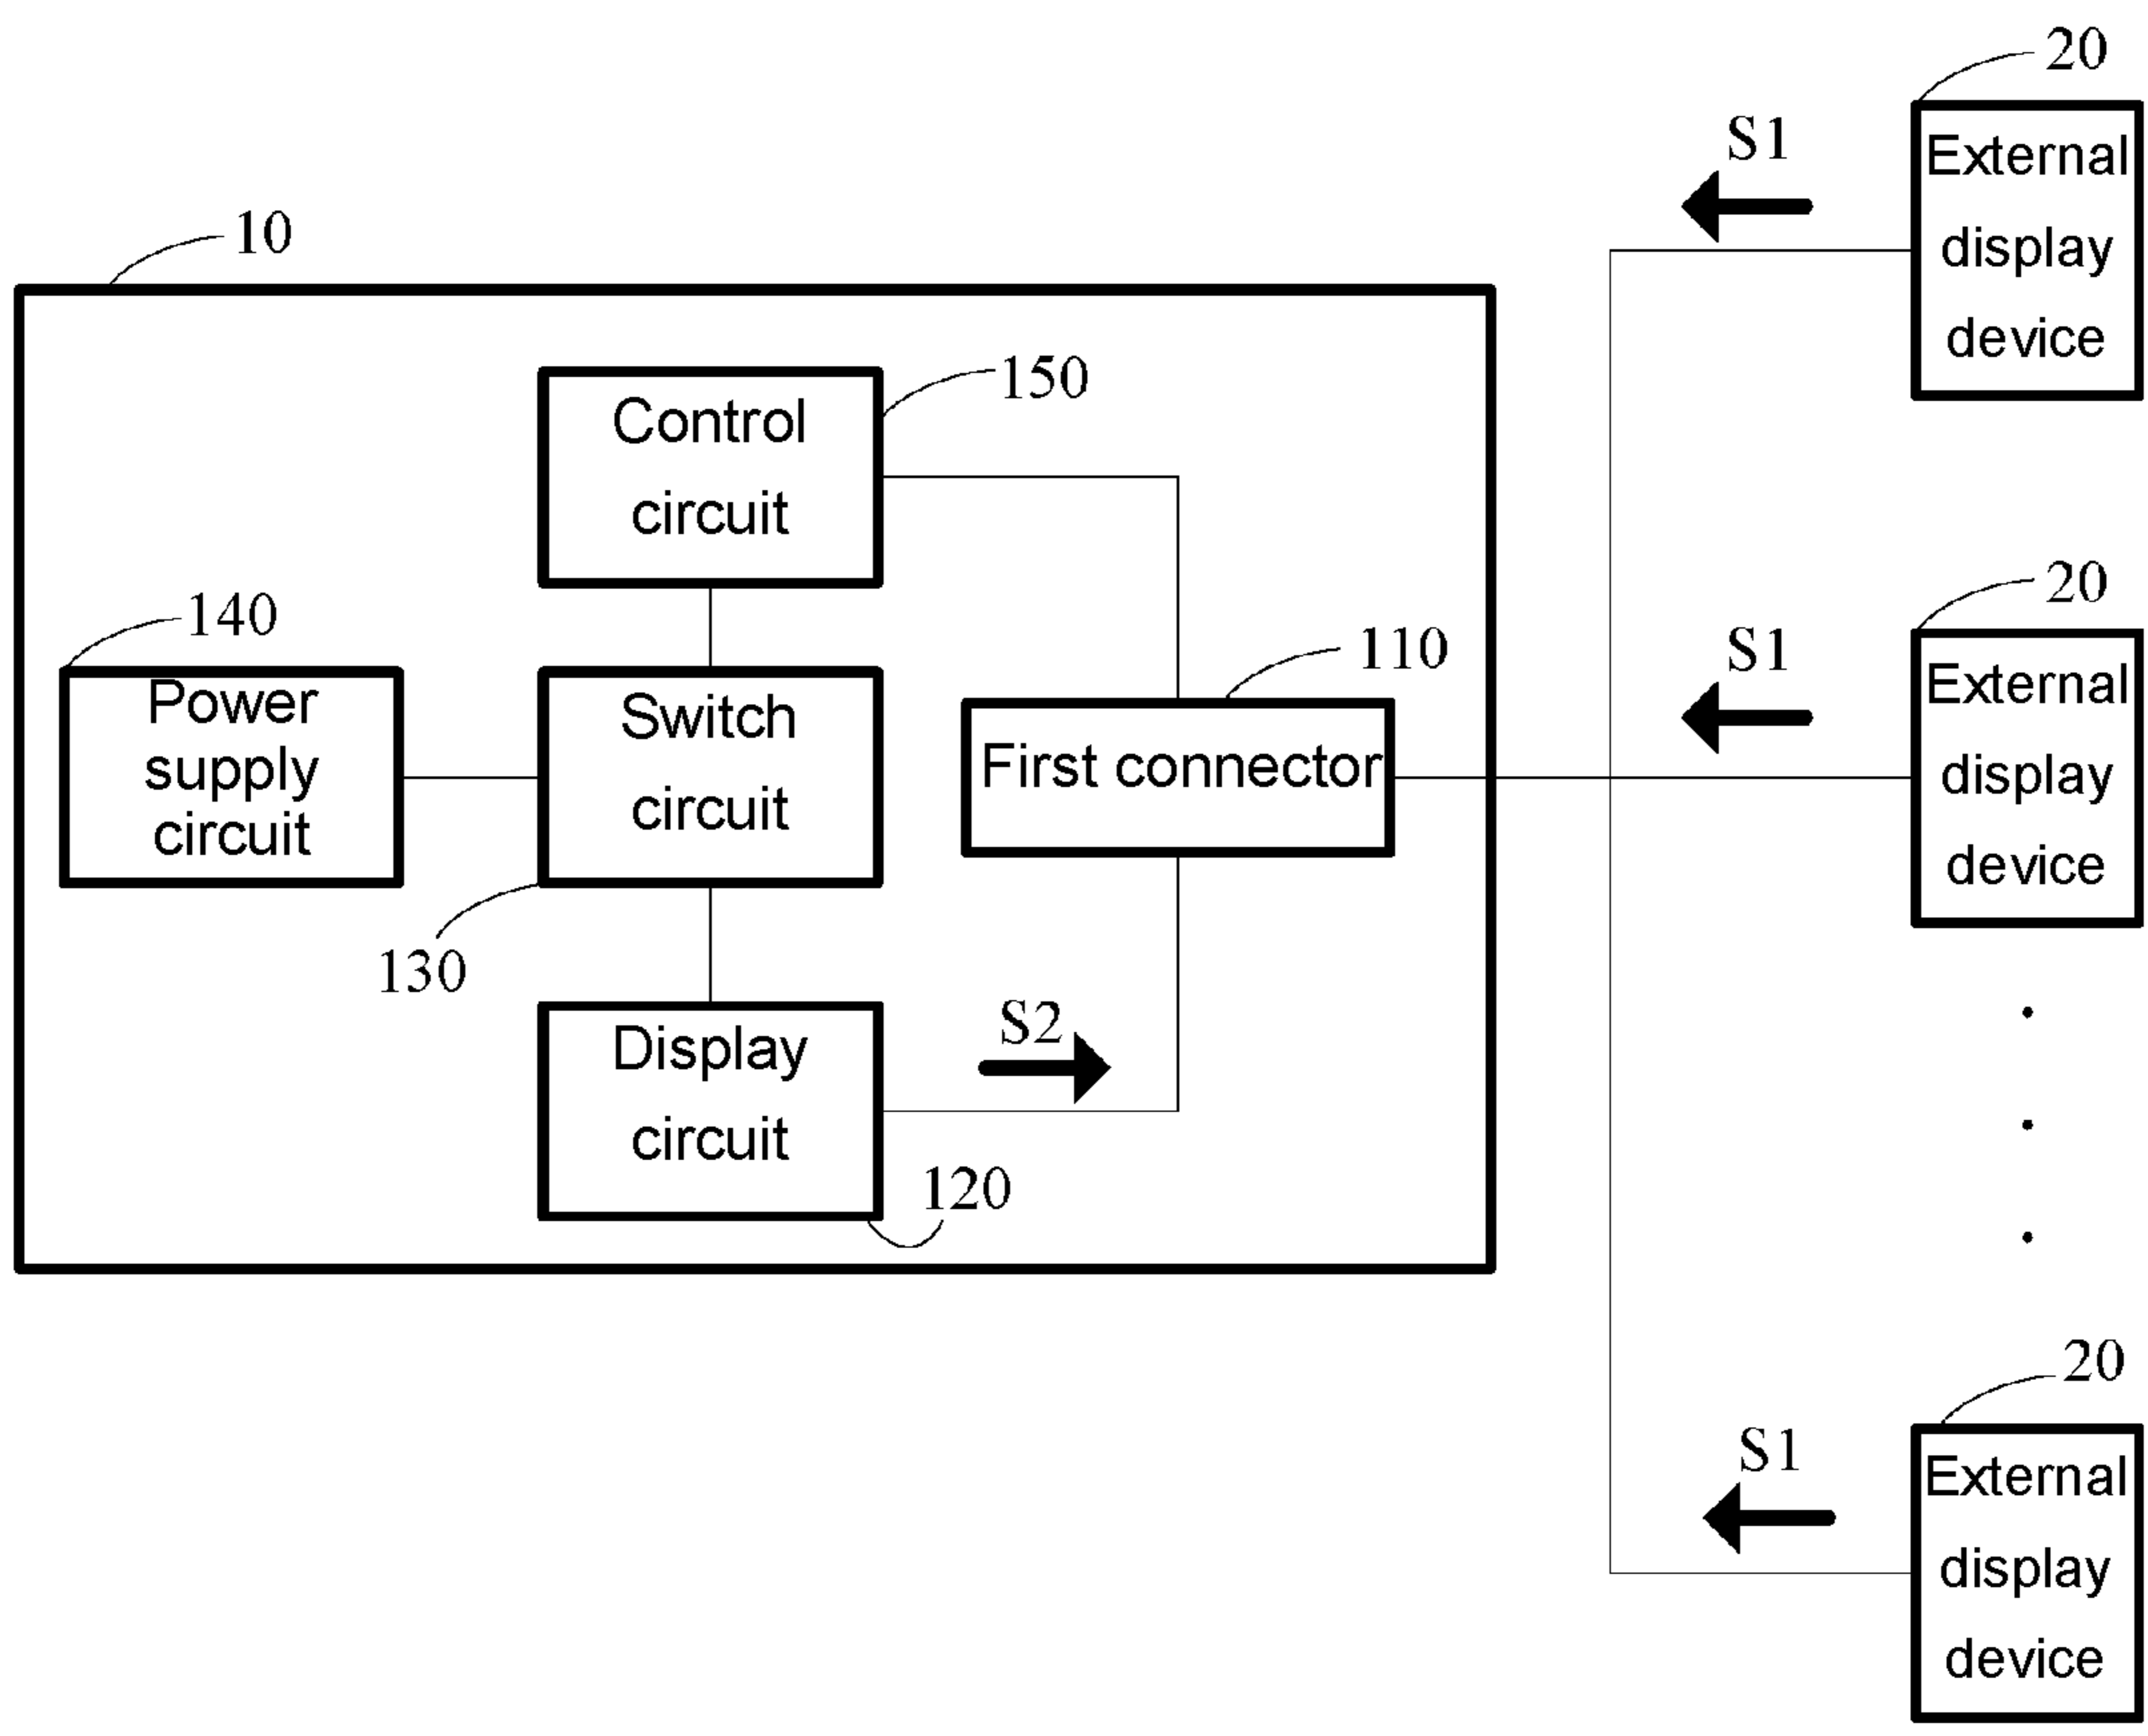 20
S1
External
display
device
10
150
Control
circuit
140
Power
supply
circuit
Switch
circuit
130
110
First connector
20
S1
External
display
device
S2
Display
circuit
120
.
.
.
20
S1
External
display
device